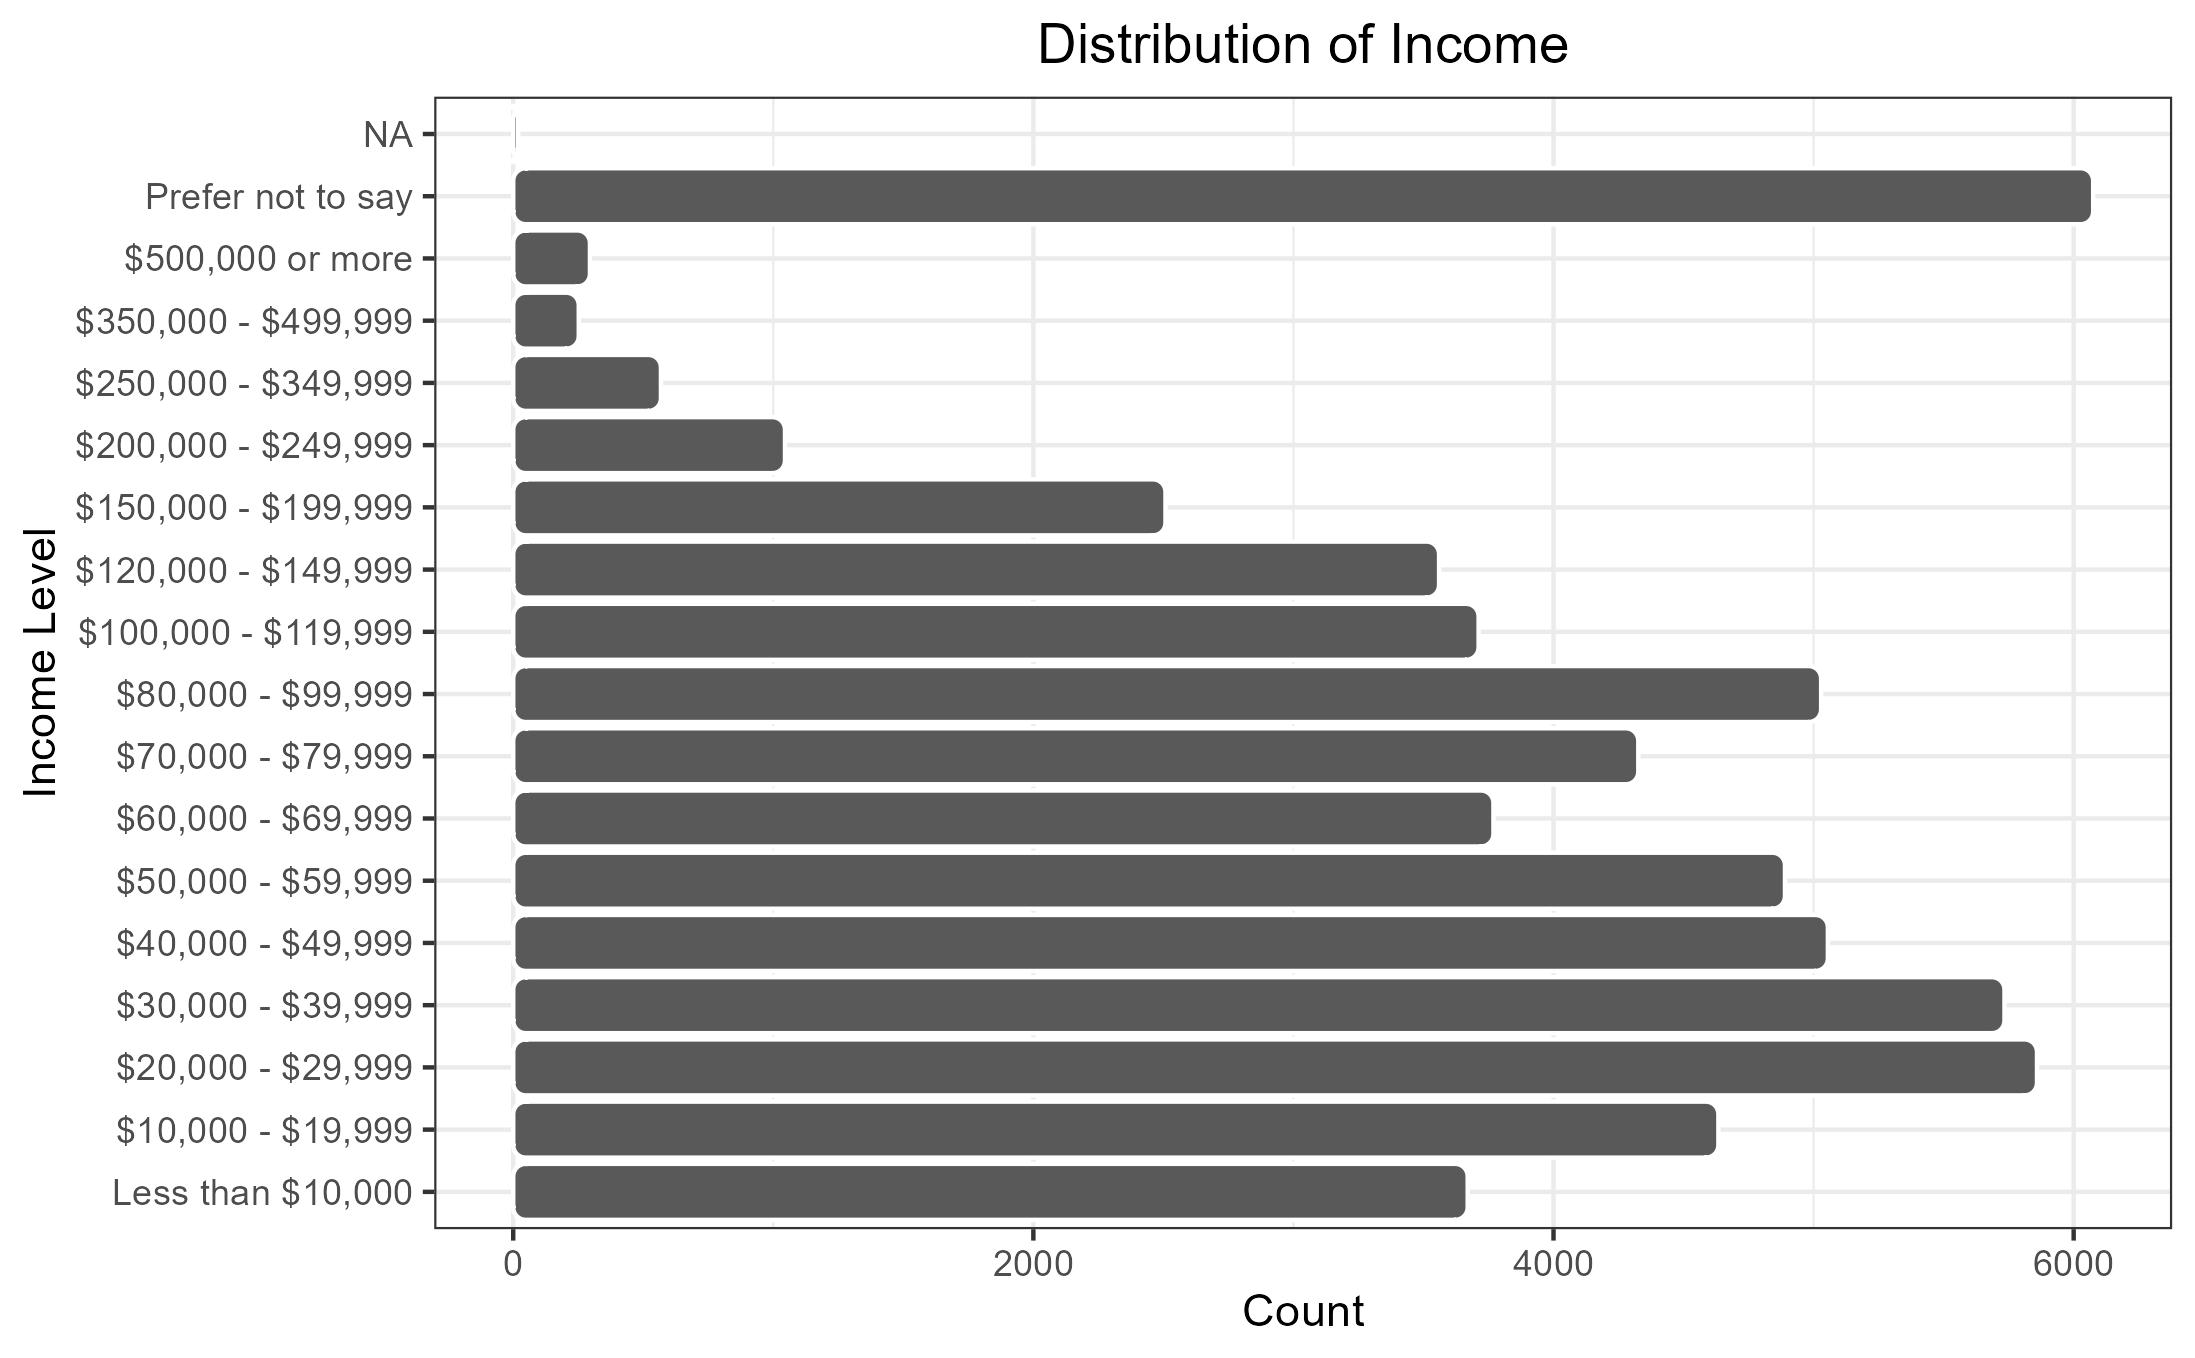 Distribution of Income
Income Level
NA
Prefer not to say
$500,000 or more
$350,000 - $499,999
$250,000 - $349,999
$200,000 - $249,999
$150,000 - $199,999
$120,000 - $149,999
$100,000 - $119,999
$80,000 - $99,999
$70,000 - $79,999
$60,000 - $69,999
$50,000 - $59,999
$40,000 - $49,999
$30,000 - $39,999
$20,000 - $29,999
$10,000 - $19,999
Less than $10,000
0 2000 4000 6000
Count